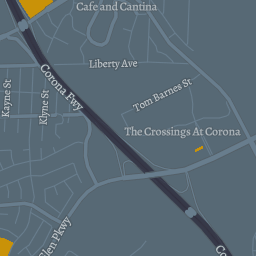 Cafe and Cantina
Liberty Ave
Kayne St
Klyne St
Corona Fwy
Tom Barnes St
The Crossings At Corona
Glen Pkwy
Co